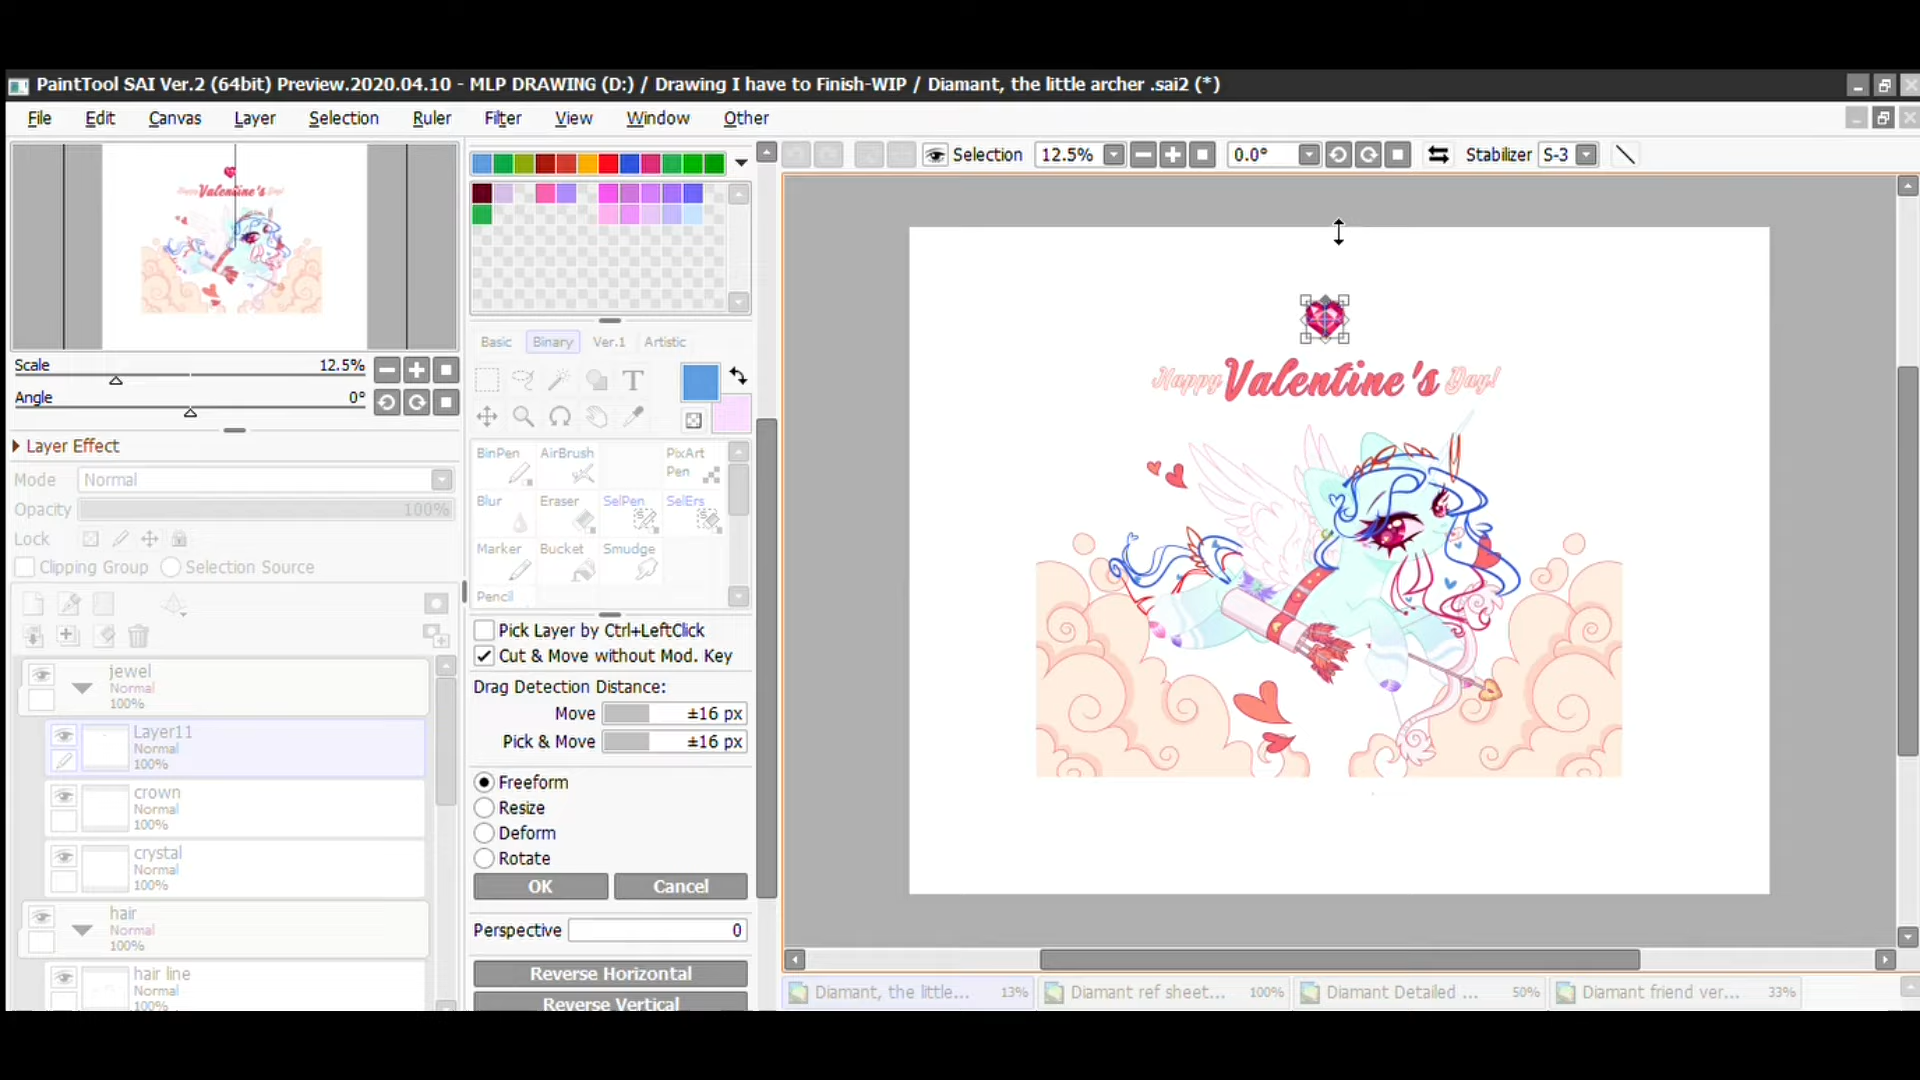 PaintTool SAI Ver.2 (64bit) Preview.2020.04.10 - MLP DRAWING (D:) / Drawing I have to Finish-WIP / Diamant, the little archer .sai2 (*)
File Edit Canvas Layer Selection Ruler Filter View Window Other
Selection 12.5% 0.0° Stabilizer S-3
Happy Valentine's Day!
Scale 12.5%
Angle 0°
Layer Effect
Mode Normal
Opacity 100%
Lock
Clipping Group Selection Source
jewel
Normal
100%
Layer11
Normal
100%
crown
Normal
100%
crystal
Normal
100%
hair
Normal
100%
hair line
Normal
100%
Basic Binary Ver.1 Artistic
T
BinPen AirBrush PixArt Pen
Blur Eraser SelPen SelErs
Marker Bucket Smudge
Pencil
Pick Layer by Ctrl+LeftClick
Cut & Move without Mod. Key
Drag Detection Distance:
Move ±16 px
Pick & Move ±16 px
Freeform
Resize
Deform
Rotate
OK Cancel
Perspective 0
Reverse Horizontal
Reverse Vertical
Happy Valentine's Day!
Diamant, the little... 13% Diamant ref sheet... 100% Diamant Detailed ... 50% Diamant friend ver... 33%